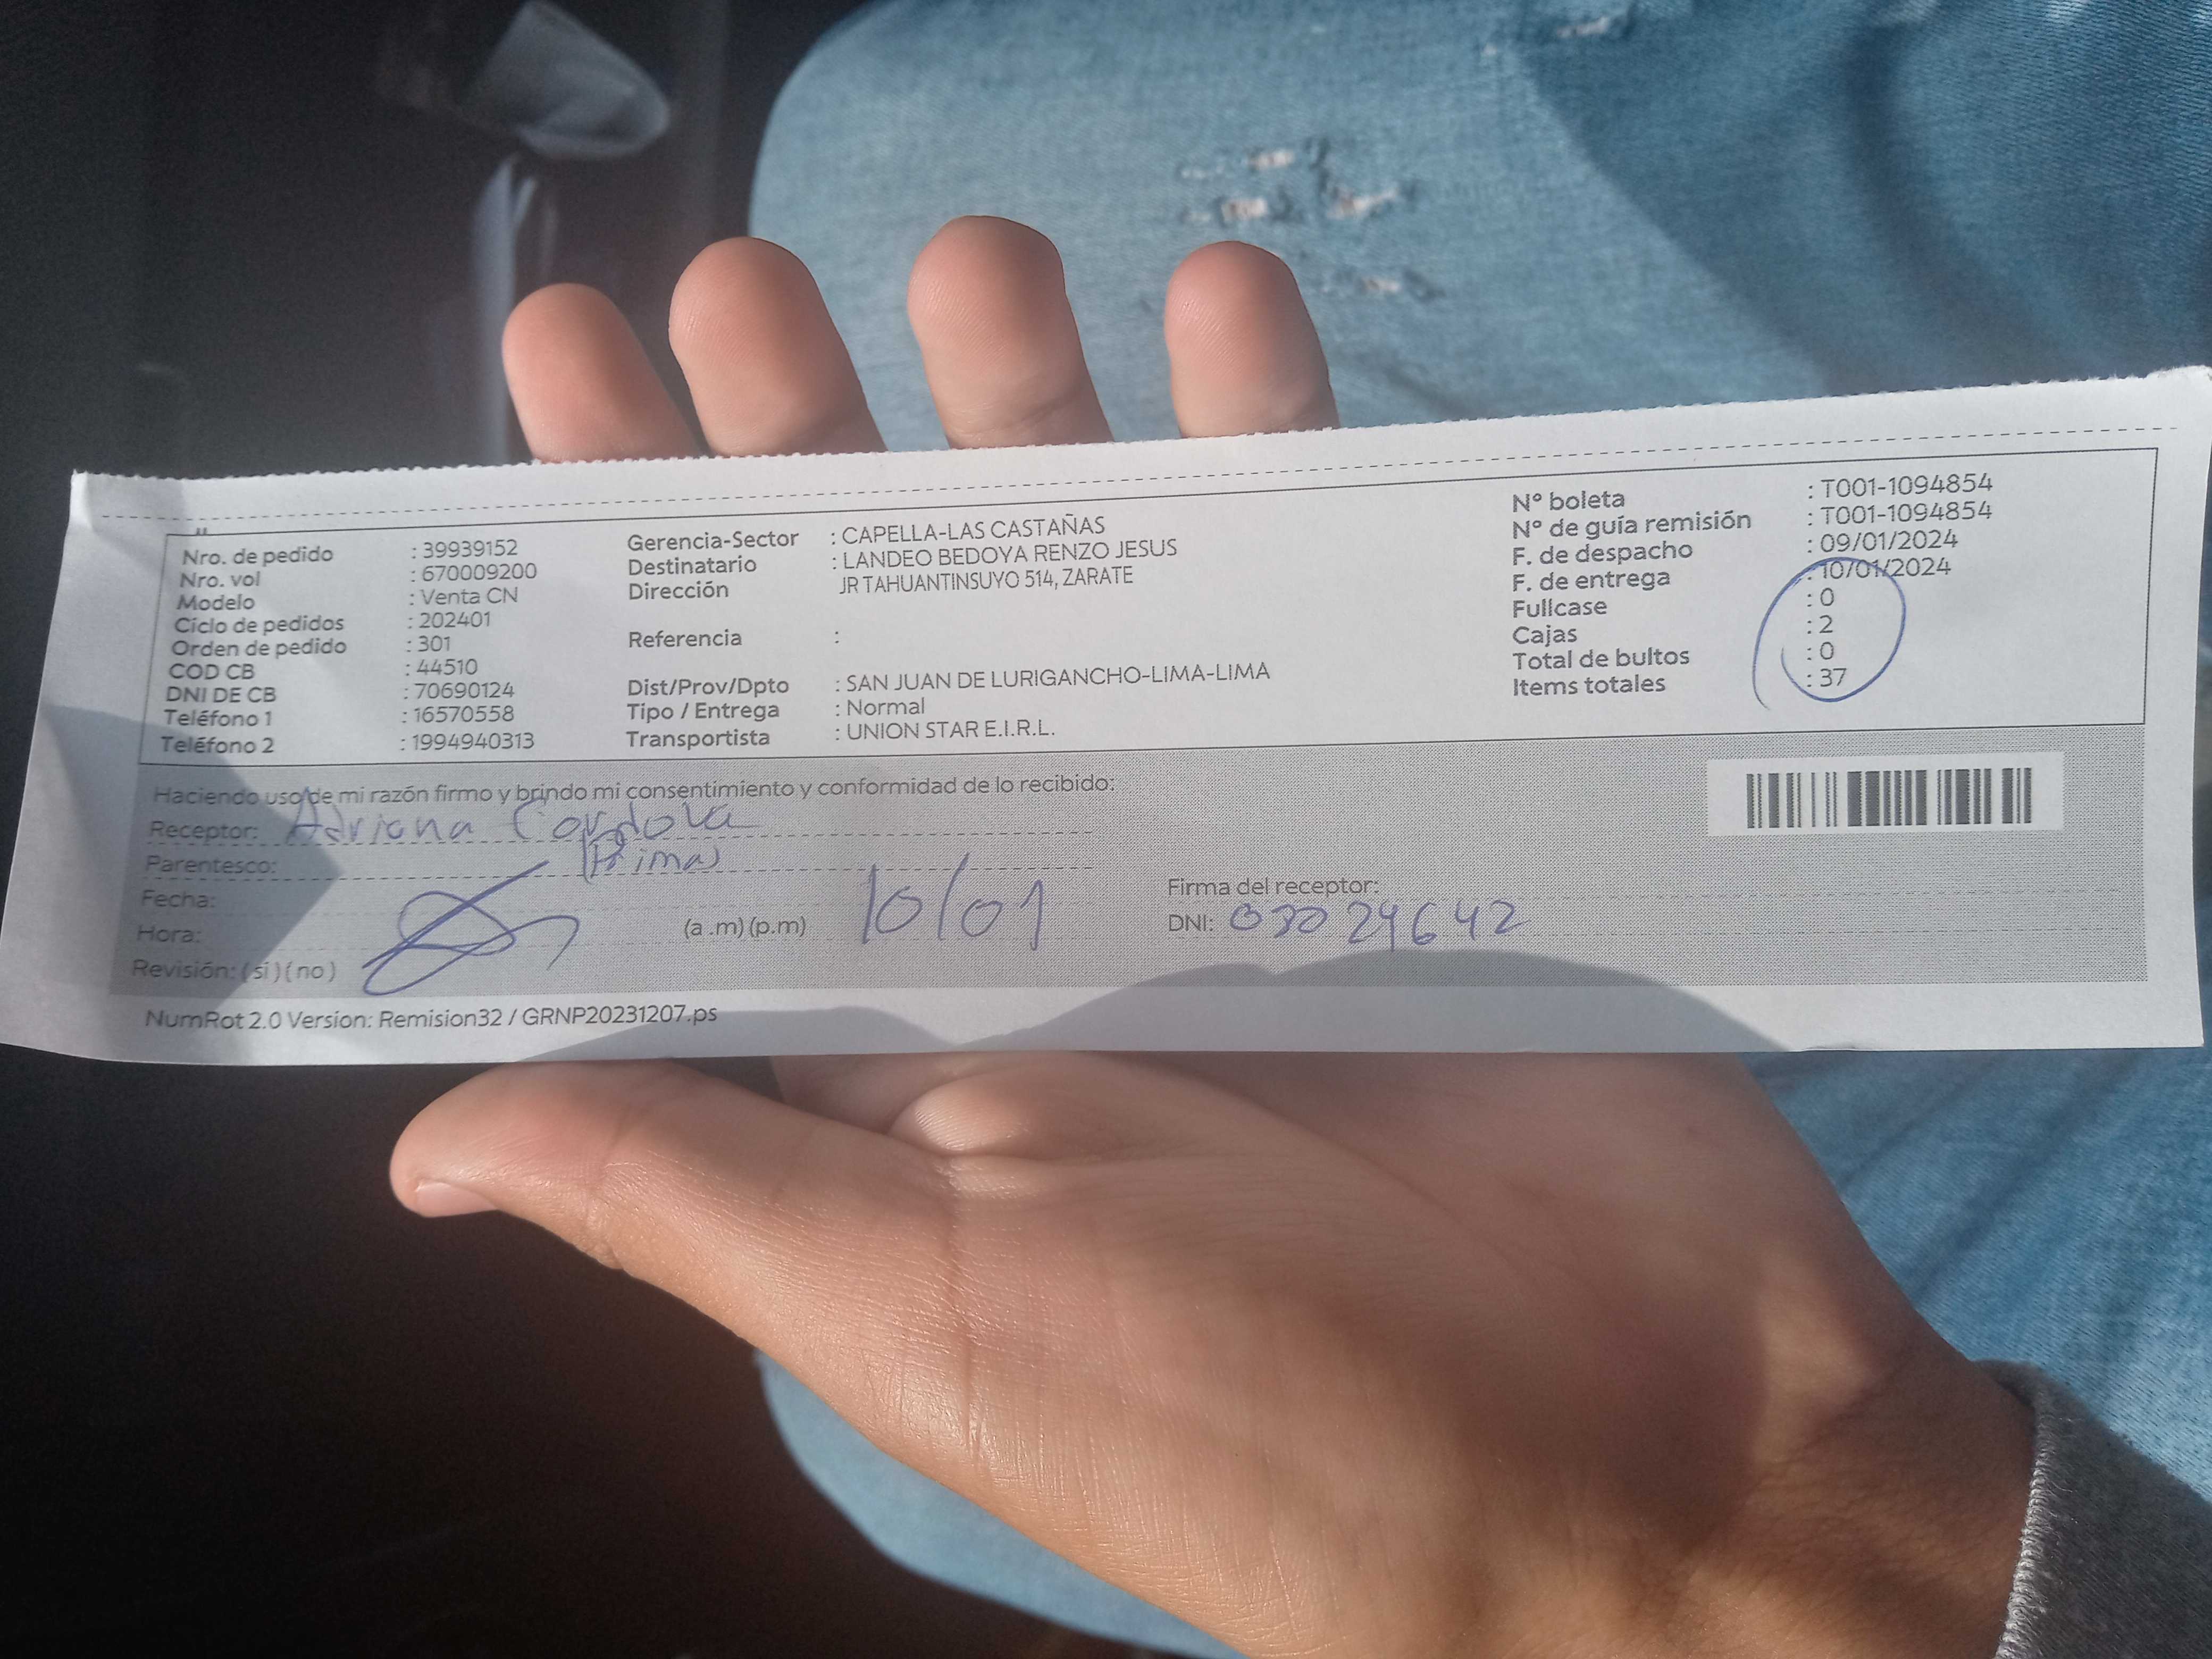 Nro. de pedido : 39939152
Nro. vol : 670009200
Modelo : Venta CN
Ciclo de pedidos : 202401
Orden de pedido : 301
COD CB : 44510
DNI DE CB : 70690124
Teléfono 1 : 16570558
Teléfono 2 : 1994940313
Gerencia-Sector : CAPELLA-LAS CASTAÑAS
Destinatario : LANDEO BEDOYA RENZO JESUS
Dirección JR TAHUANTINSUYO 514, ZARATE
Referencia :
Dist/Prov/Dpto : SAN JUAN DE LURIGANCHO-LIMA-LIMA
Tipo / Entrega : Normal
Transportista : UNION STAR E.I.R.L.
Nº boleta : T001-1094854
Nº de guía remisión : T001-1094854
F. de despacho : 09/01/2024
F. de entrega : 10/01/2024
Fullcase : 0
Cajas : 2
Total de bultos : 0
Items totales : 37
Haciendo uso de mi razón firmo y brindo mi consentimiento y conformidad de lo recibido:
Receptor: Adriana Cordova
Parentesco: (Prima)
Fecha:
Hora: (a .m) (p.m) 10/01
Revisión: (si) (no)
Firma del receptor:
DNI: 03029642
NumRot 2.0 Version: Remision32 / GRNP20231207.ps